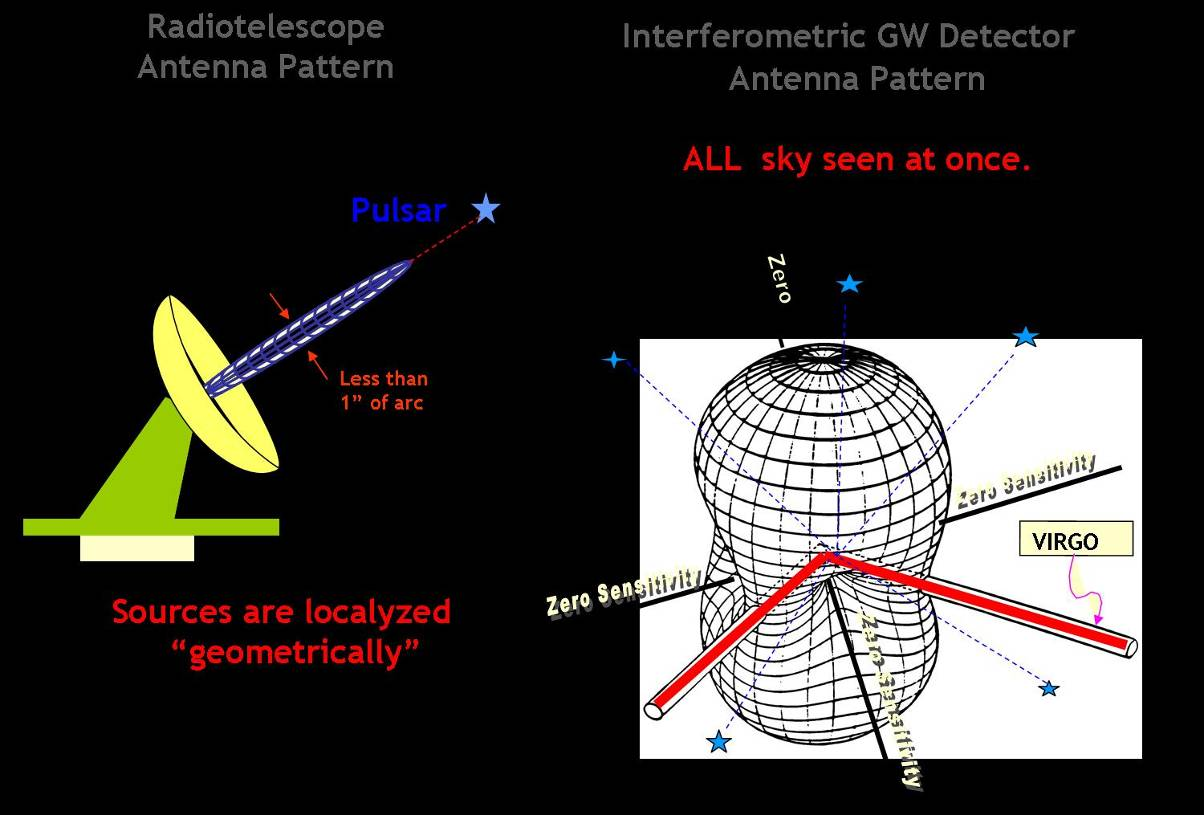 Radiotelescope
Antenna Pattern
Interferometric GW Detector
Antenna Pattern
ALL sky seen at once.
Pulsar
Less than
1” of arc
Sources are localyzed
“geometrically”
Zero
Zero Sensitivity
VIRGO
Zero Sensitivity
Zero Sensitivity